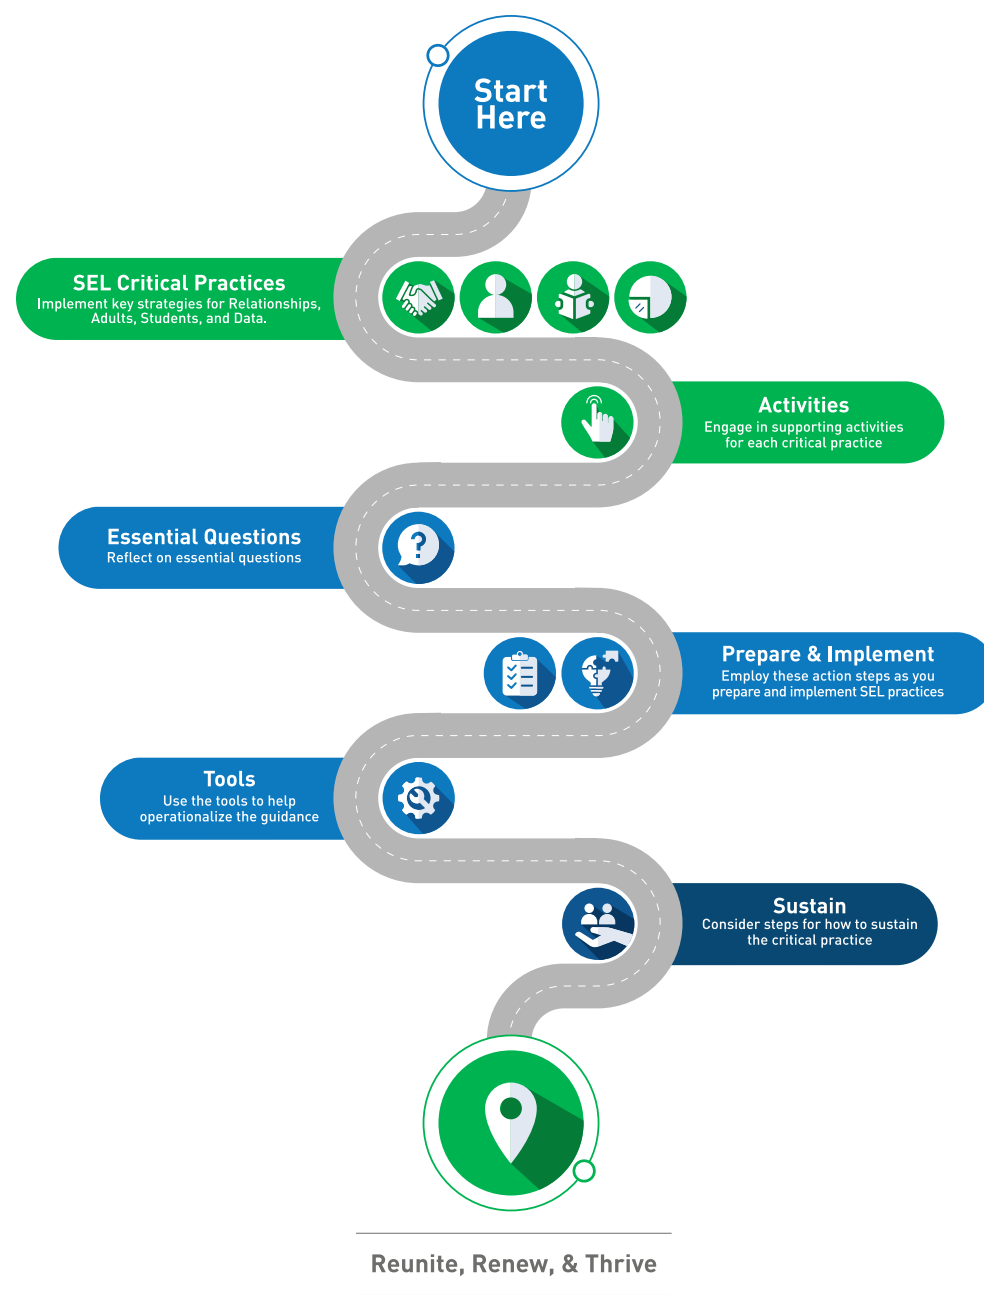 Start
Here
SEL Critical Practices
Implement key strategies for Relationships,
Adults, Students, and Data.
Activities
Engage in supporting activities
for each critical practice
Essential Questions
Reflect on essential questions
?
Prepare & Implement
Employ these action steps as you
prepare and implement SEL practices
Tools
Use the tools to help
operationalize the guidance
Sustain
Consider steps for how to sustain
the critical practice
Reunite, Renew, & Thrive